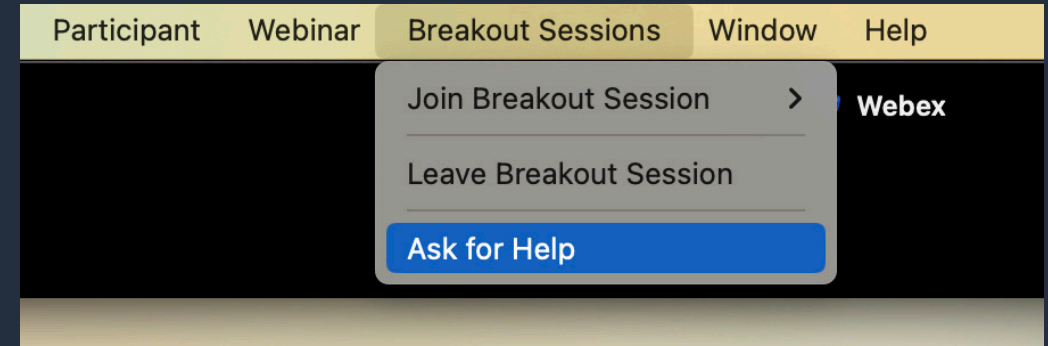 Participant Webinar Breakout Sessions Window Help
Join Breakout Session
Webex
Leave Breakout Session
Ask for Help